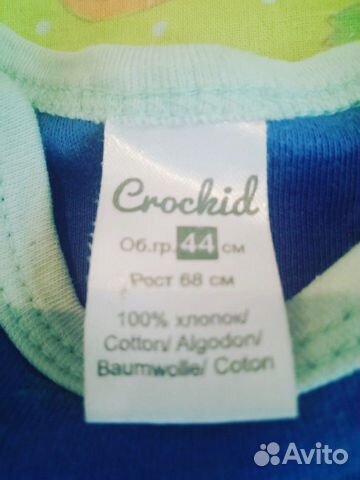 Crockid
Об.гр. 44 см
Рост 68 см
100% хлопок/
Cotton/ Algodon/
Baumwolle/ Coton
Avito